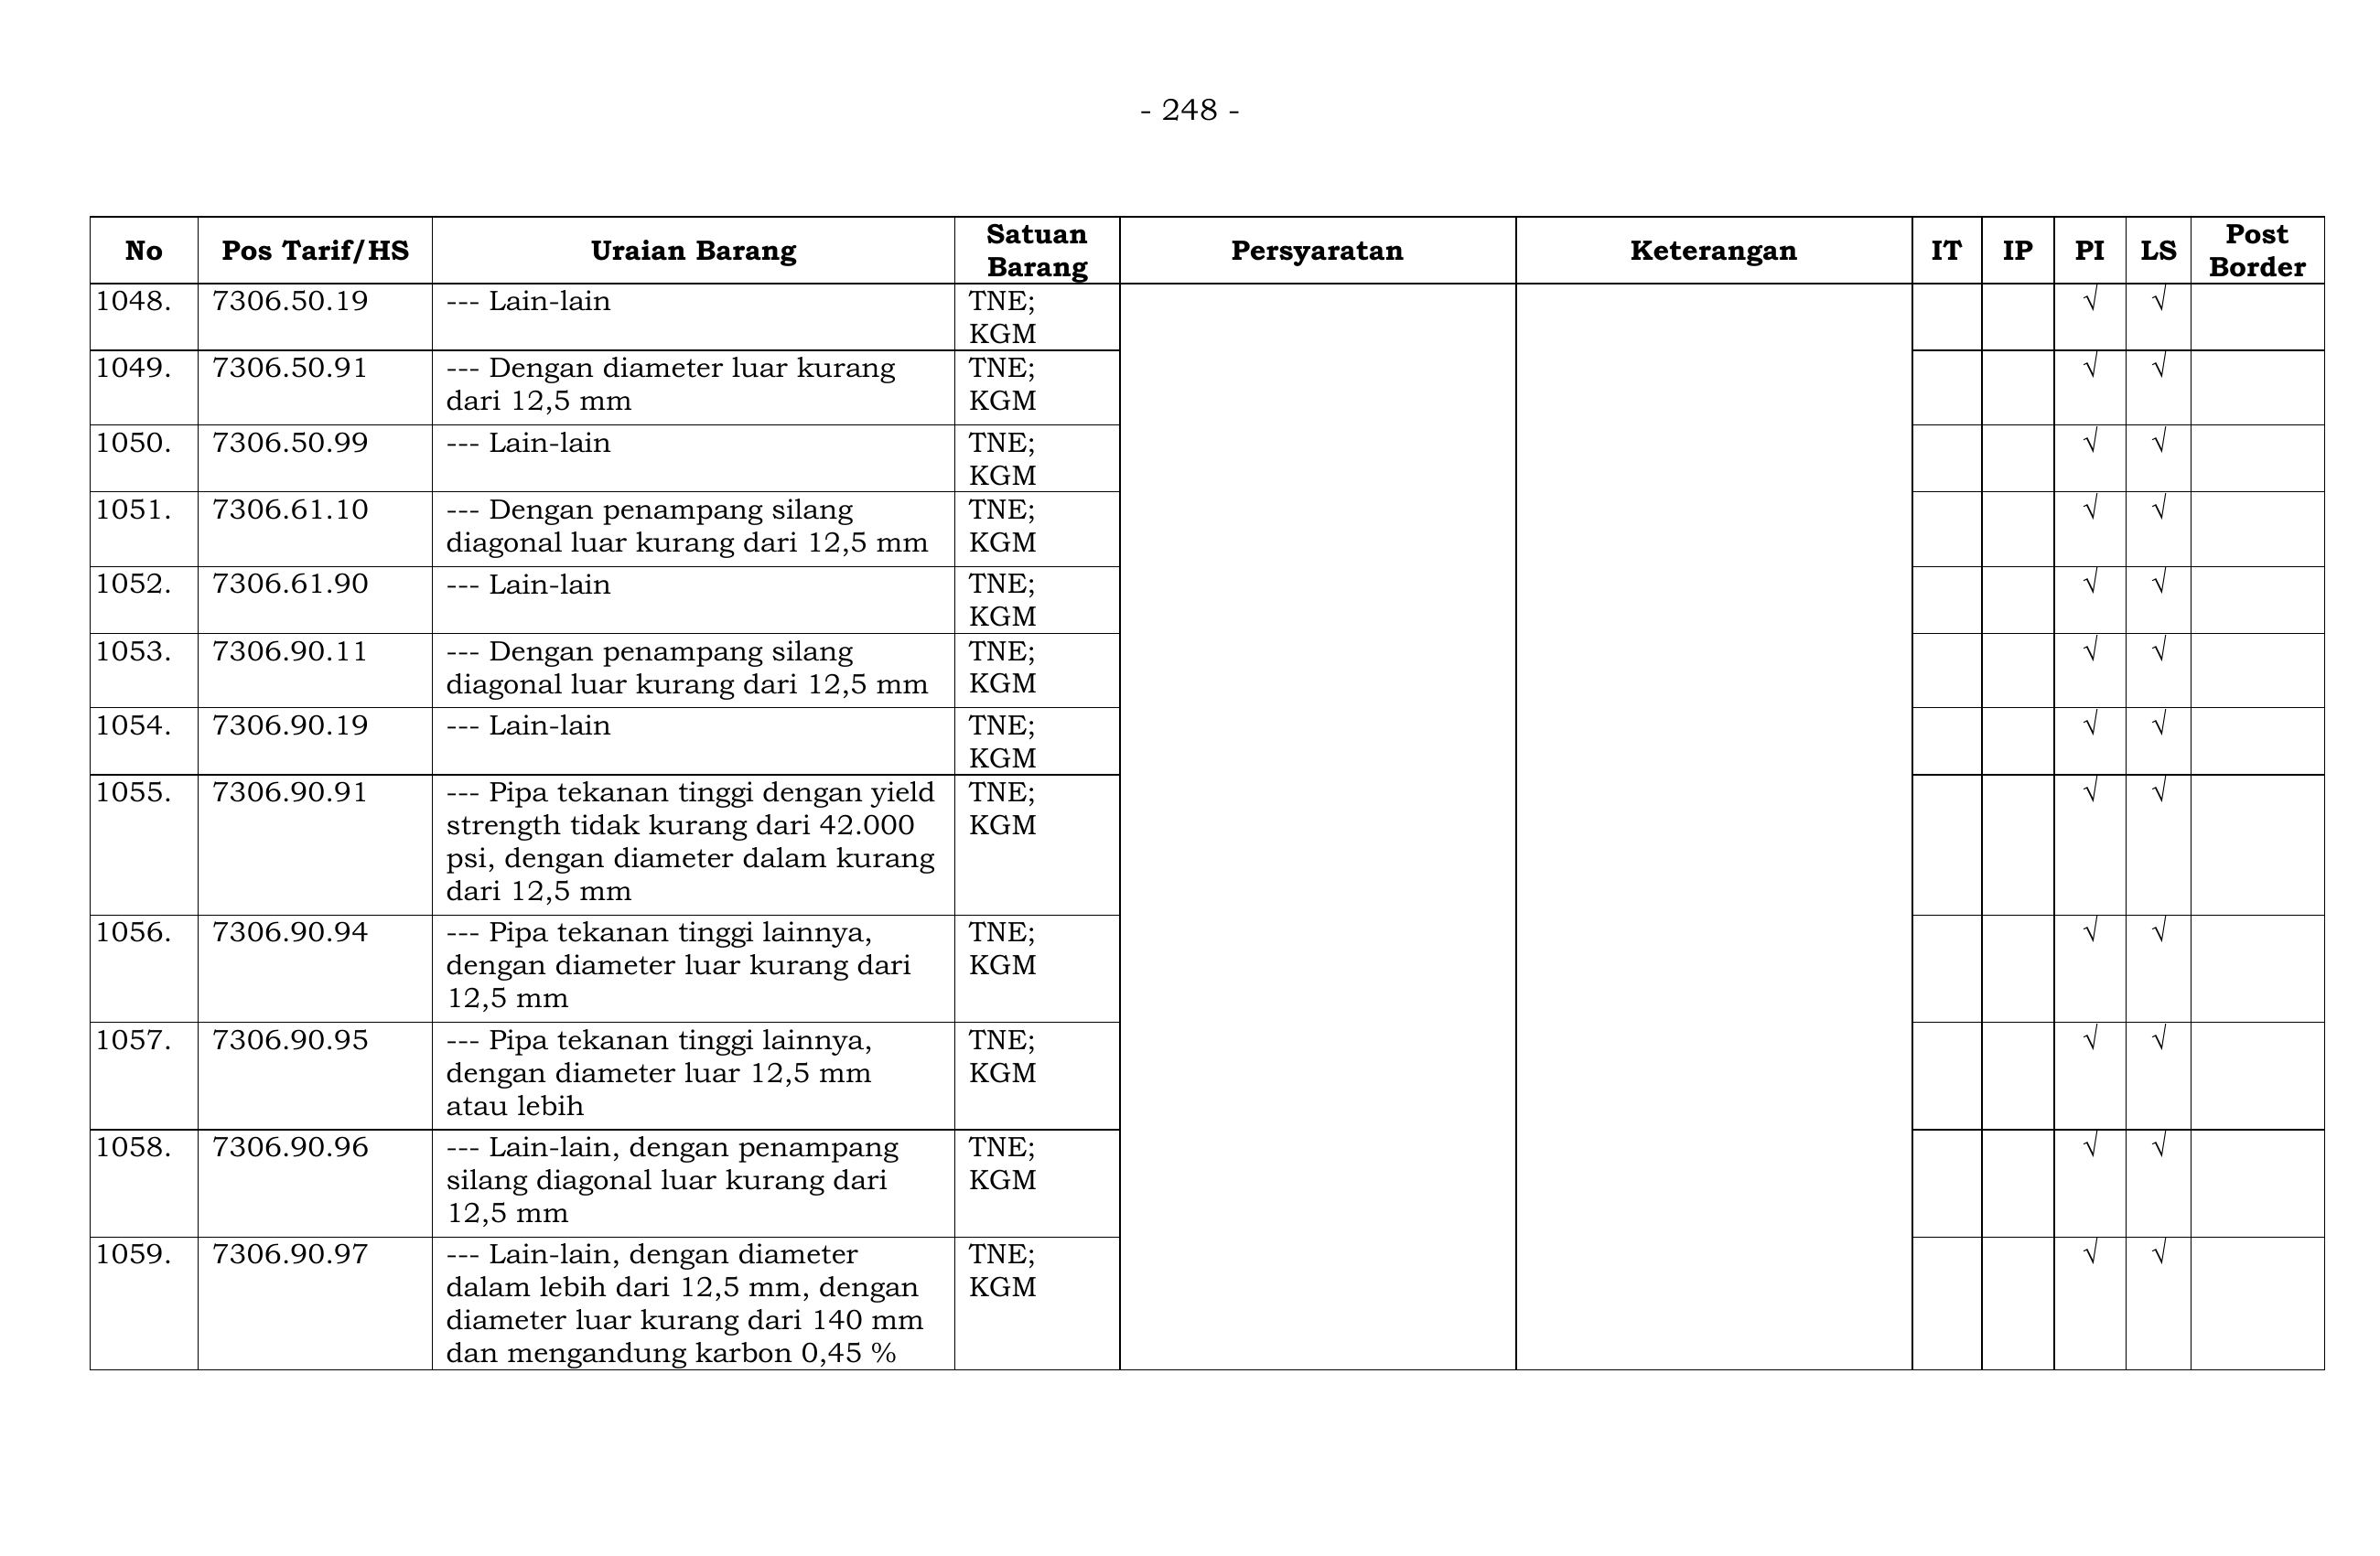 - 248 -
No Pos Tarif/HS Uraian Barang Satuan Barang Persyaratan Keterangan IT IP PI LS Post Border
1048. 7306.50.19 --- Lain-lain TNE; √ √
KGM
1049. 7306.50.91 --- Dengan diameter luar kurang TNE; √ √
dari 12,5 mm KGM
1050. 7306.50.99 --- Lain-lain TNE; √ √
KGM
1051. 7306.61.10 --- Dengan penampang silang TNE; √ √
diagonal luar kurang dari 12,5 mm KGM
1052. 7306.61.90 --- Lain-lain TNE; √ √
KGM
1053. 7306.90.11 --- Dengan penampang silang TNE; √ √
diagonal luar kurang dari 12,5 mm KGM
1054. 7306.90.19 --- Lain-lain TNE; √ √
KGM
1055. 7306.90.91 --- Pipa tekanan tinggi dengan yield TNE; √ √
strength tidak kurang dari 42.000 KGM
psi, dengan diameter dalam kurang
dari 12,5 mm
1056. 7306.90.94 --- Pipa tekanan tinggi lainnya, TNE; √ √
dengan diameter luar kurang dari KGM
12,5 mm
1057. 7306.90.95 --- Pipa tekanan tinggi lainnya, TNE; √ √
dengan diameter luar 12,5 mm KGM
atau lebih
1058. 7306.90.96 --- Lain-lain, dengan penampang TNE; √ √
silang diagonal luar kurang dari KGM
12,5 mm
1059. 7306.90.97 --- Lain-lain, dengan diameter TNE; √ √
dalam lebih dari 12,5 mm, dengan KGM
diameter luar kurang dari 140 mm
dan mengandung karbon 0,45 %